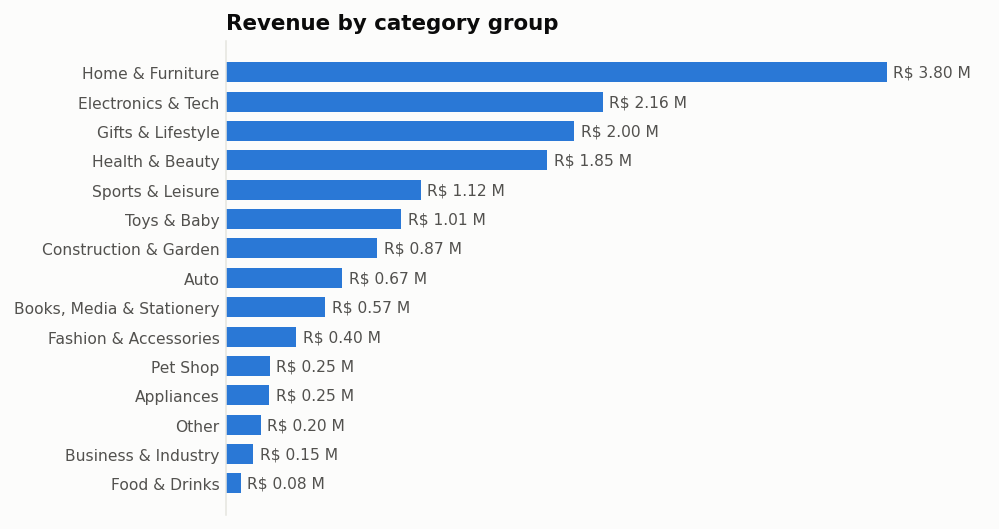 Revenue by category group
Home & Furniture R$ 3.80 M
Electronics & Tech R$ 2.16 M
Gifts & Lifestyle R$ 2.00 M
Health & Beauty R$ 1.85 M
Sports & Leisure R$ 1.12 M
Toys & Baby R$ 1.01 M
Construction & Garden R$ 0.87 M
Auto R$ 0.67 M
Books, Media & Stationery R$ 0.57 M
Fashion & Accessories R$ 0.40 M
Pet Shop R$ 0.25 M
Appliances R$ 0.25 M
Other R$ 0.20 M
Business & Industry R$ 0.15 M
Food & Drinks R$ 0.08 M